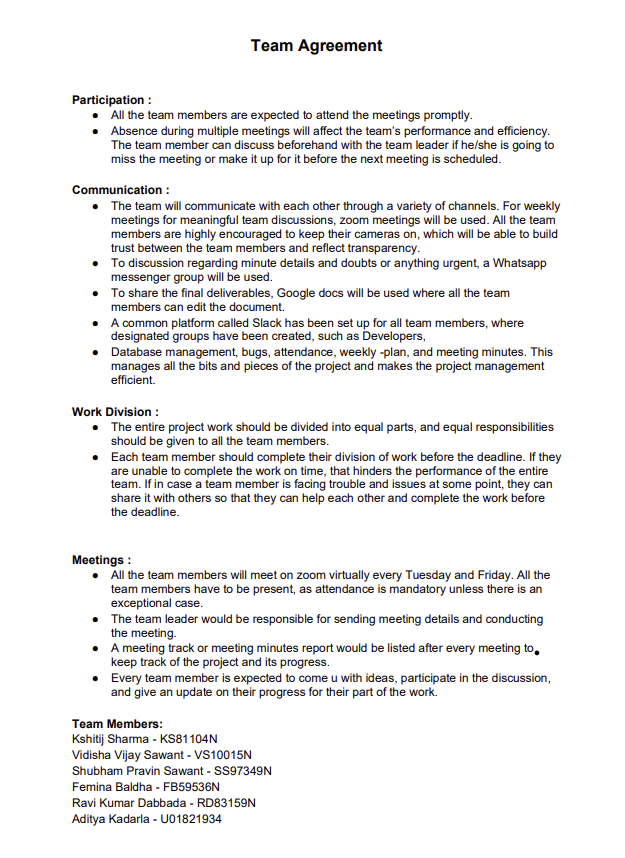 Team Agreement
Participation :
● All the team members are expected to attend the meetings promptly.
● Absence during multiple meetings will affect the team's performance and efficiency.
The team member can discuss beforehand with the team leader if he/she is going to
miss the meeting or make it up for it before the next meeting is scheduled.
Communication :
● The team will communicate with each other through a variety of channels. For weekly
meetings for meaningful team discussions, zoom meetings will be used. All the team
members are highly encouraged to keep their cameras on, which will be able to build
trust between the team members and reflect transparency.
● To discussion regarding minute details and doubts or anything urgent, a Whatsapp
messenger group will be used.
● To share the final deliverables, Google docs will be used where all the team
members can edit the document.
● A common platform called Slack has been set up for all team members, where
designated groups have been created, such as Developers,
● Database management, bugs, attendance, weekly -plan, and meeting minutes. This
manages all the bits and pieces of the project and makes the project management
efficient.
Work Division :
● The entire project work should be divided into equal parts, and equal responsibilities
should be given to all the team members.
● Each team member should complete their division of work before the deadline. If they
are unable to complete the work on time, that hinders the performance of the entire
team. If in case a team member is facing trouble and issues at some point, they can
share it with others so that they can help each other and complete the work before
the deadline.
Meetings :
● All the team members will meet on zoom virtually every Tuesday and Friday. All the
team members have to be present, as attendance is mandatory unless there is an
exceptional case.
● The team leader would be responsible for sending meeting details and conducting
the meeting.
● A meeting track or meeting minutes report would be listed after every meeting to
keep track of the project and its progress.
● Every team member is expected to come u with ideas, participate in the discussion,
and give an update on their progress for their part of the work.
Team Members:
Kshitij Sharma - KS81104N
Vidisha Vijay Sawant - VS10015N
Shubham Pravin Sawant - SS97349N
Femina Baldha - FB59536N
Ravi Kumar Dabbada - RD83159N
Aditya Kadarla - U01821934